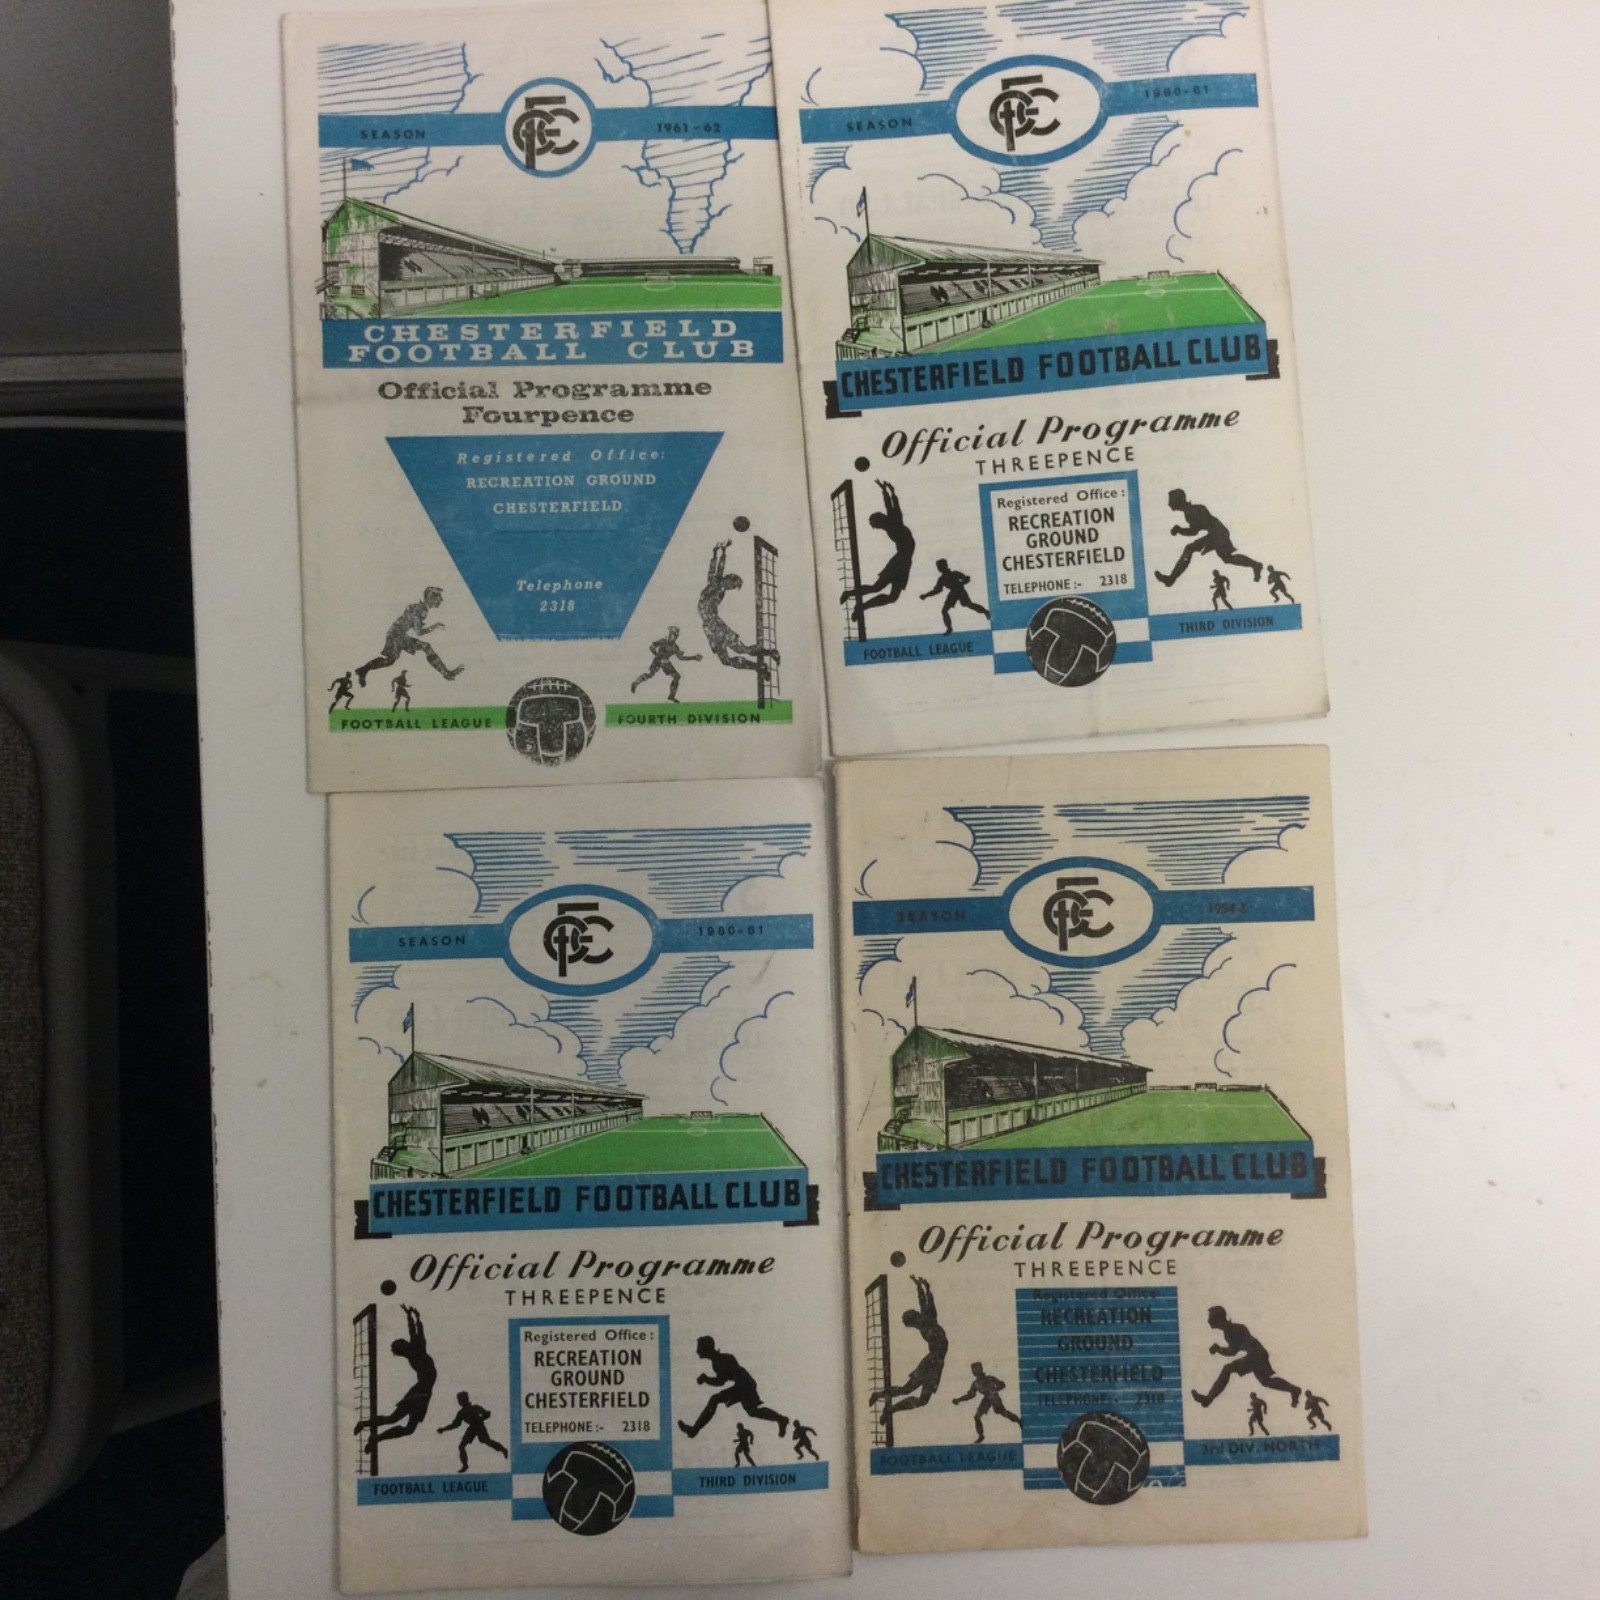 SEASON 1961-62
CHESTERFIELD
FOOTBALL CLUB
Official Programme
Fourpence
Registered Office:
RECREATION GROUND
CHESTERFIELD
Telephone
2318
FOOTBALL LEAGUE FOURTH DIVISION
SEASON 1960-61
CHESTERFIELD FOOTBALL CLUB
Official Programme
THREEPENCE
Registered Office:
RECREATION
GROUND
CHESTERFIELD
TELEPHONE:- 2318
FOOTBALL LEAGUE THIRD DIVISION
SEASON 1960-61
CHESTERFIELD FOOTBALL CLUB
Official Programme
THREEPENCE
Registered Office:
RECREATION
GROUND
CHESTERFIELD
TELEPHONE:- 2318
FOOTBALL LEAGUE THIRD DIVISION
SEASON 1954-5
CHESTERFIELD FOOTBALL CLUB
Official Programme
THREEPENCE
Registered Office:
RECREATION
GROUND
CHESTERFIELD
TELEPHONE:- 2318
FOOTBALL LEAGUE 3rd DIV. NORTH